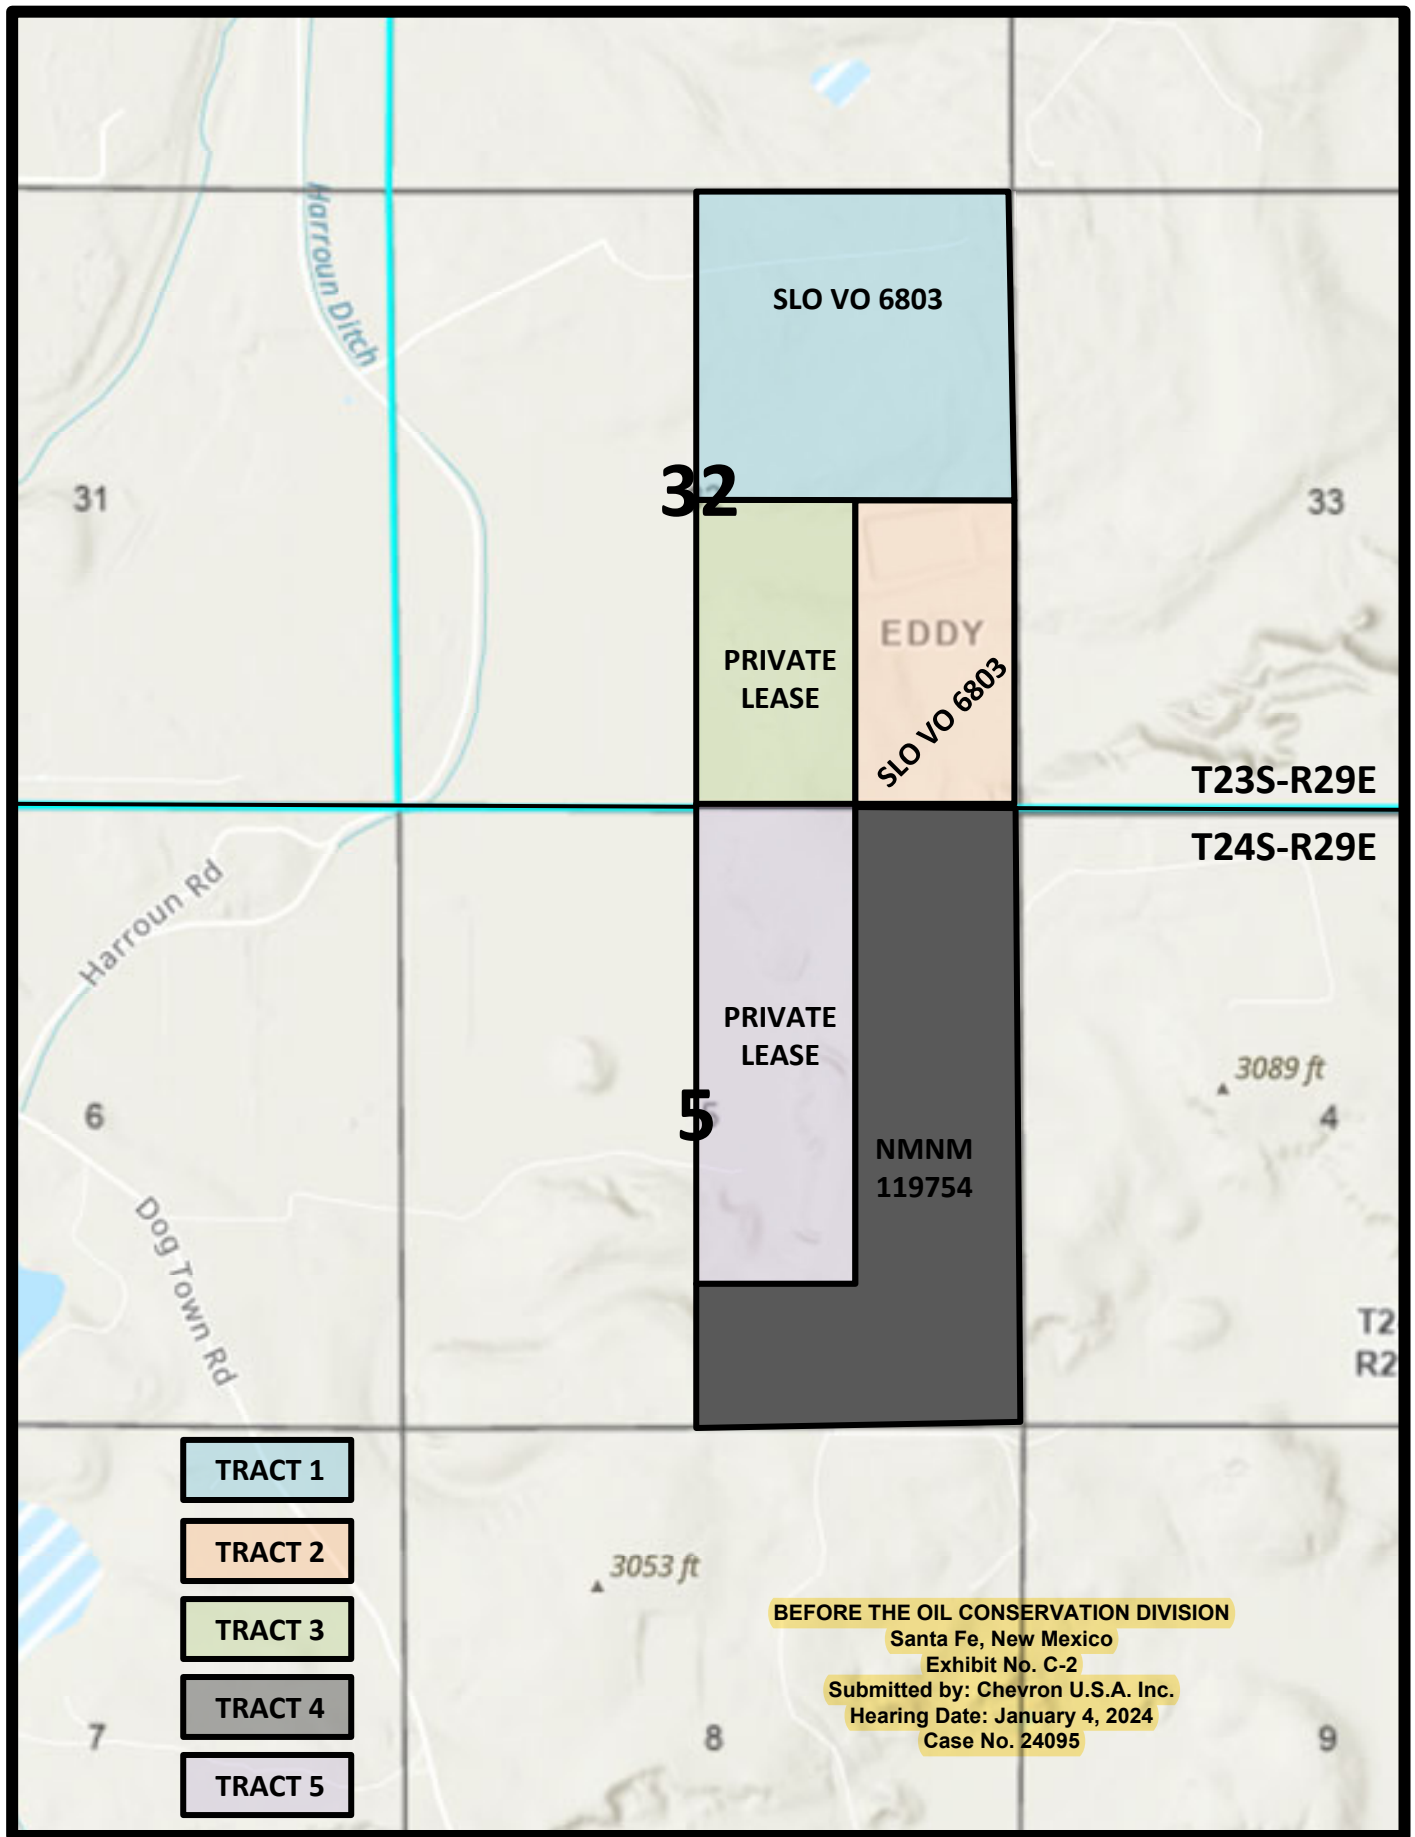 Harroun Ditch
SLO VO 6803
31
32
33
EDDY
PRIVATE
LEASE
SLO VO 6803
T23S-R29E
T24S-R29E
Harroun Rd
PRIVATE
LEASE
3089 ft
6
5
4
NMNM
119754
Dog Town Rd
T2
R2
TRACT 1
TRACT 2
TRACT 3
TRACT 4
TRACT 5
3053 ft
BEFORE THE OIL CONSERVATION DIVISION
Santa Fe, New Mexico
Exhibit No. C-2
Submitted by: Chevron U.S.A. Inc.
Hearing Date: January 4, 2024
Case No. 24095
7
8
9